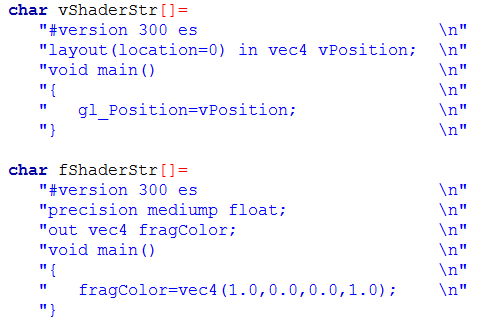 char vShaderStr[]=
   "#version 300 es                        \n"
   "layout(location=0) in vec4 vPosition;  \n"
   "void main()                            \n"
   "{                                      \n"
   "   gl_Position=vPosition;              \n"
   "}                                      \n"

char fShaderStr[]=
   "#version 300 es                        \n"
   "precision mediump float;               \n"
   "out vec4 fragColor;                    \n"
   "void main()                            \n"
   "{                                      \n"
   "   fragColor=vec4(1.0,0.0,0.0,1.0);    \n"
   "}                                      \n"